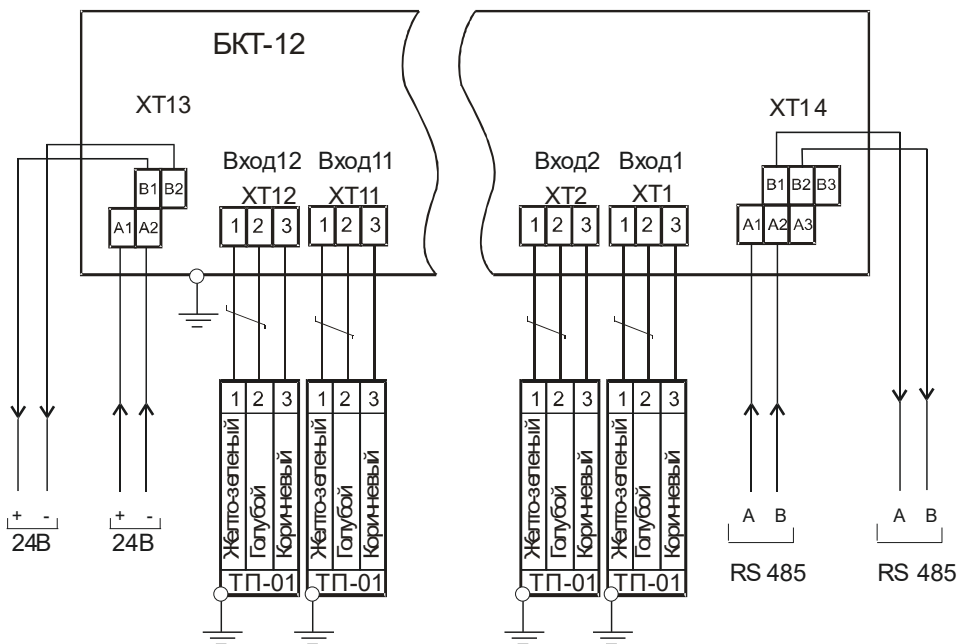 БКТ-12
XT13
XT14
Вход12 Вход11 Вход2 Вход1
XT12 XT11 XT2 XT1
B1 B2
B1 B2 B3
A1 A2
1 2 3 1 2 3 1 2 3 1 2 3
A1 A2 A3
1 2 3 1 2 3 1 2 3 1 2 3
Желто-зеленый Голубой Коричневый
Желто-зеленый Голубой Коричневый
Желто-зеленый Голубой Коричневый
Желто-зеленый Голубой Коричневый
ТП-01 ТП-01 ТП-01 ТП-01
+ - + -
24В 24В
A B A B
RS 485 RS 485